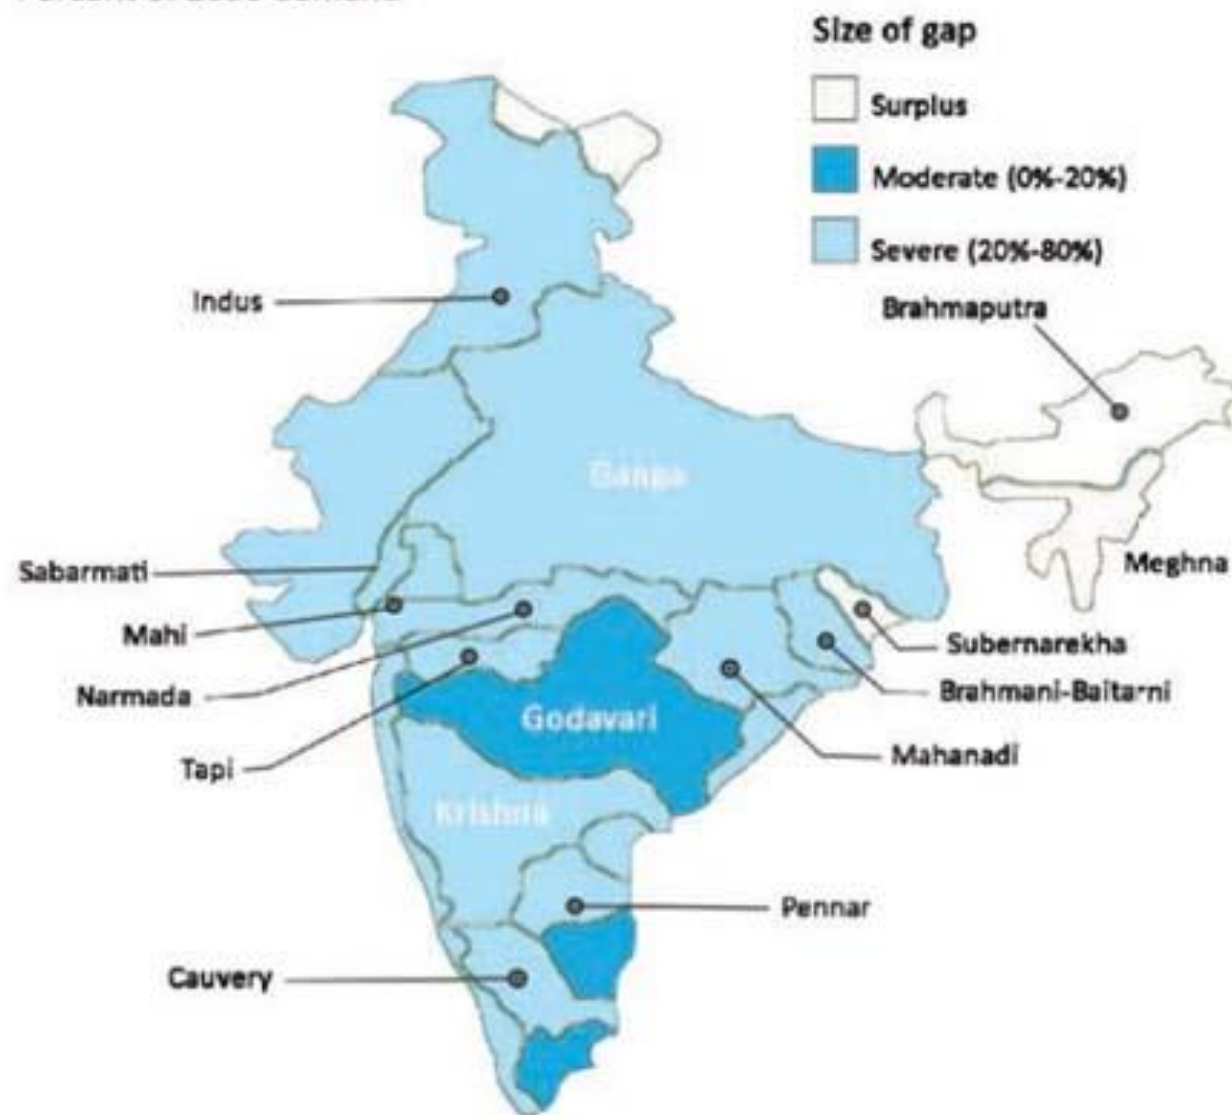 Size of gap
Surplus
Moderate (0%-20%)
Severe (20%-80%)
Brahmaputra
Indus
Ganga
Sabarmati
Meghna
Mahi
Subernarekha
Narmada
Brahmani-Baitarni
Godavari
Mahanadi
Tapi
Krishna
Pennar
Cauvery